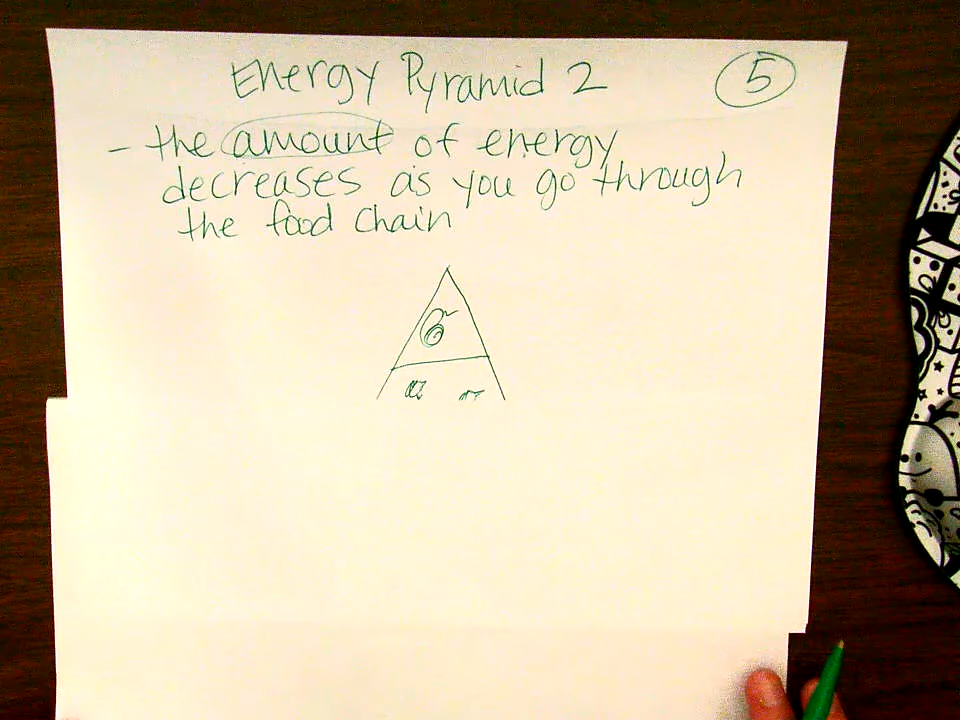 Energy Pyramid 2
5
- the amount of energy
decreases as you go through
the food chain